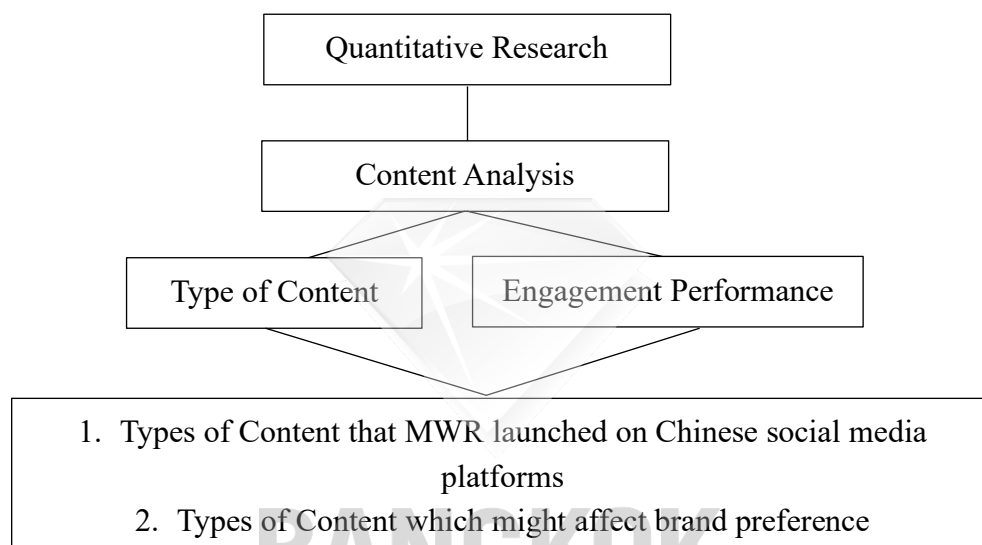 Quantitative Research
Content Analysis
Type of Content
Engagement Performance
1. Types of Content that MWR launched on Chinese social media
platforms
2. Types of Content which might affect brand preference
BANGKOK